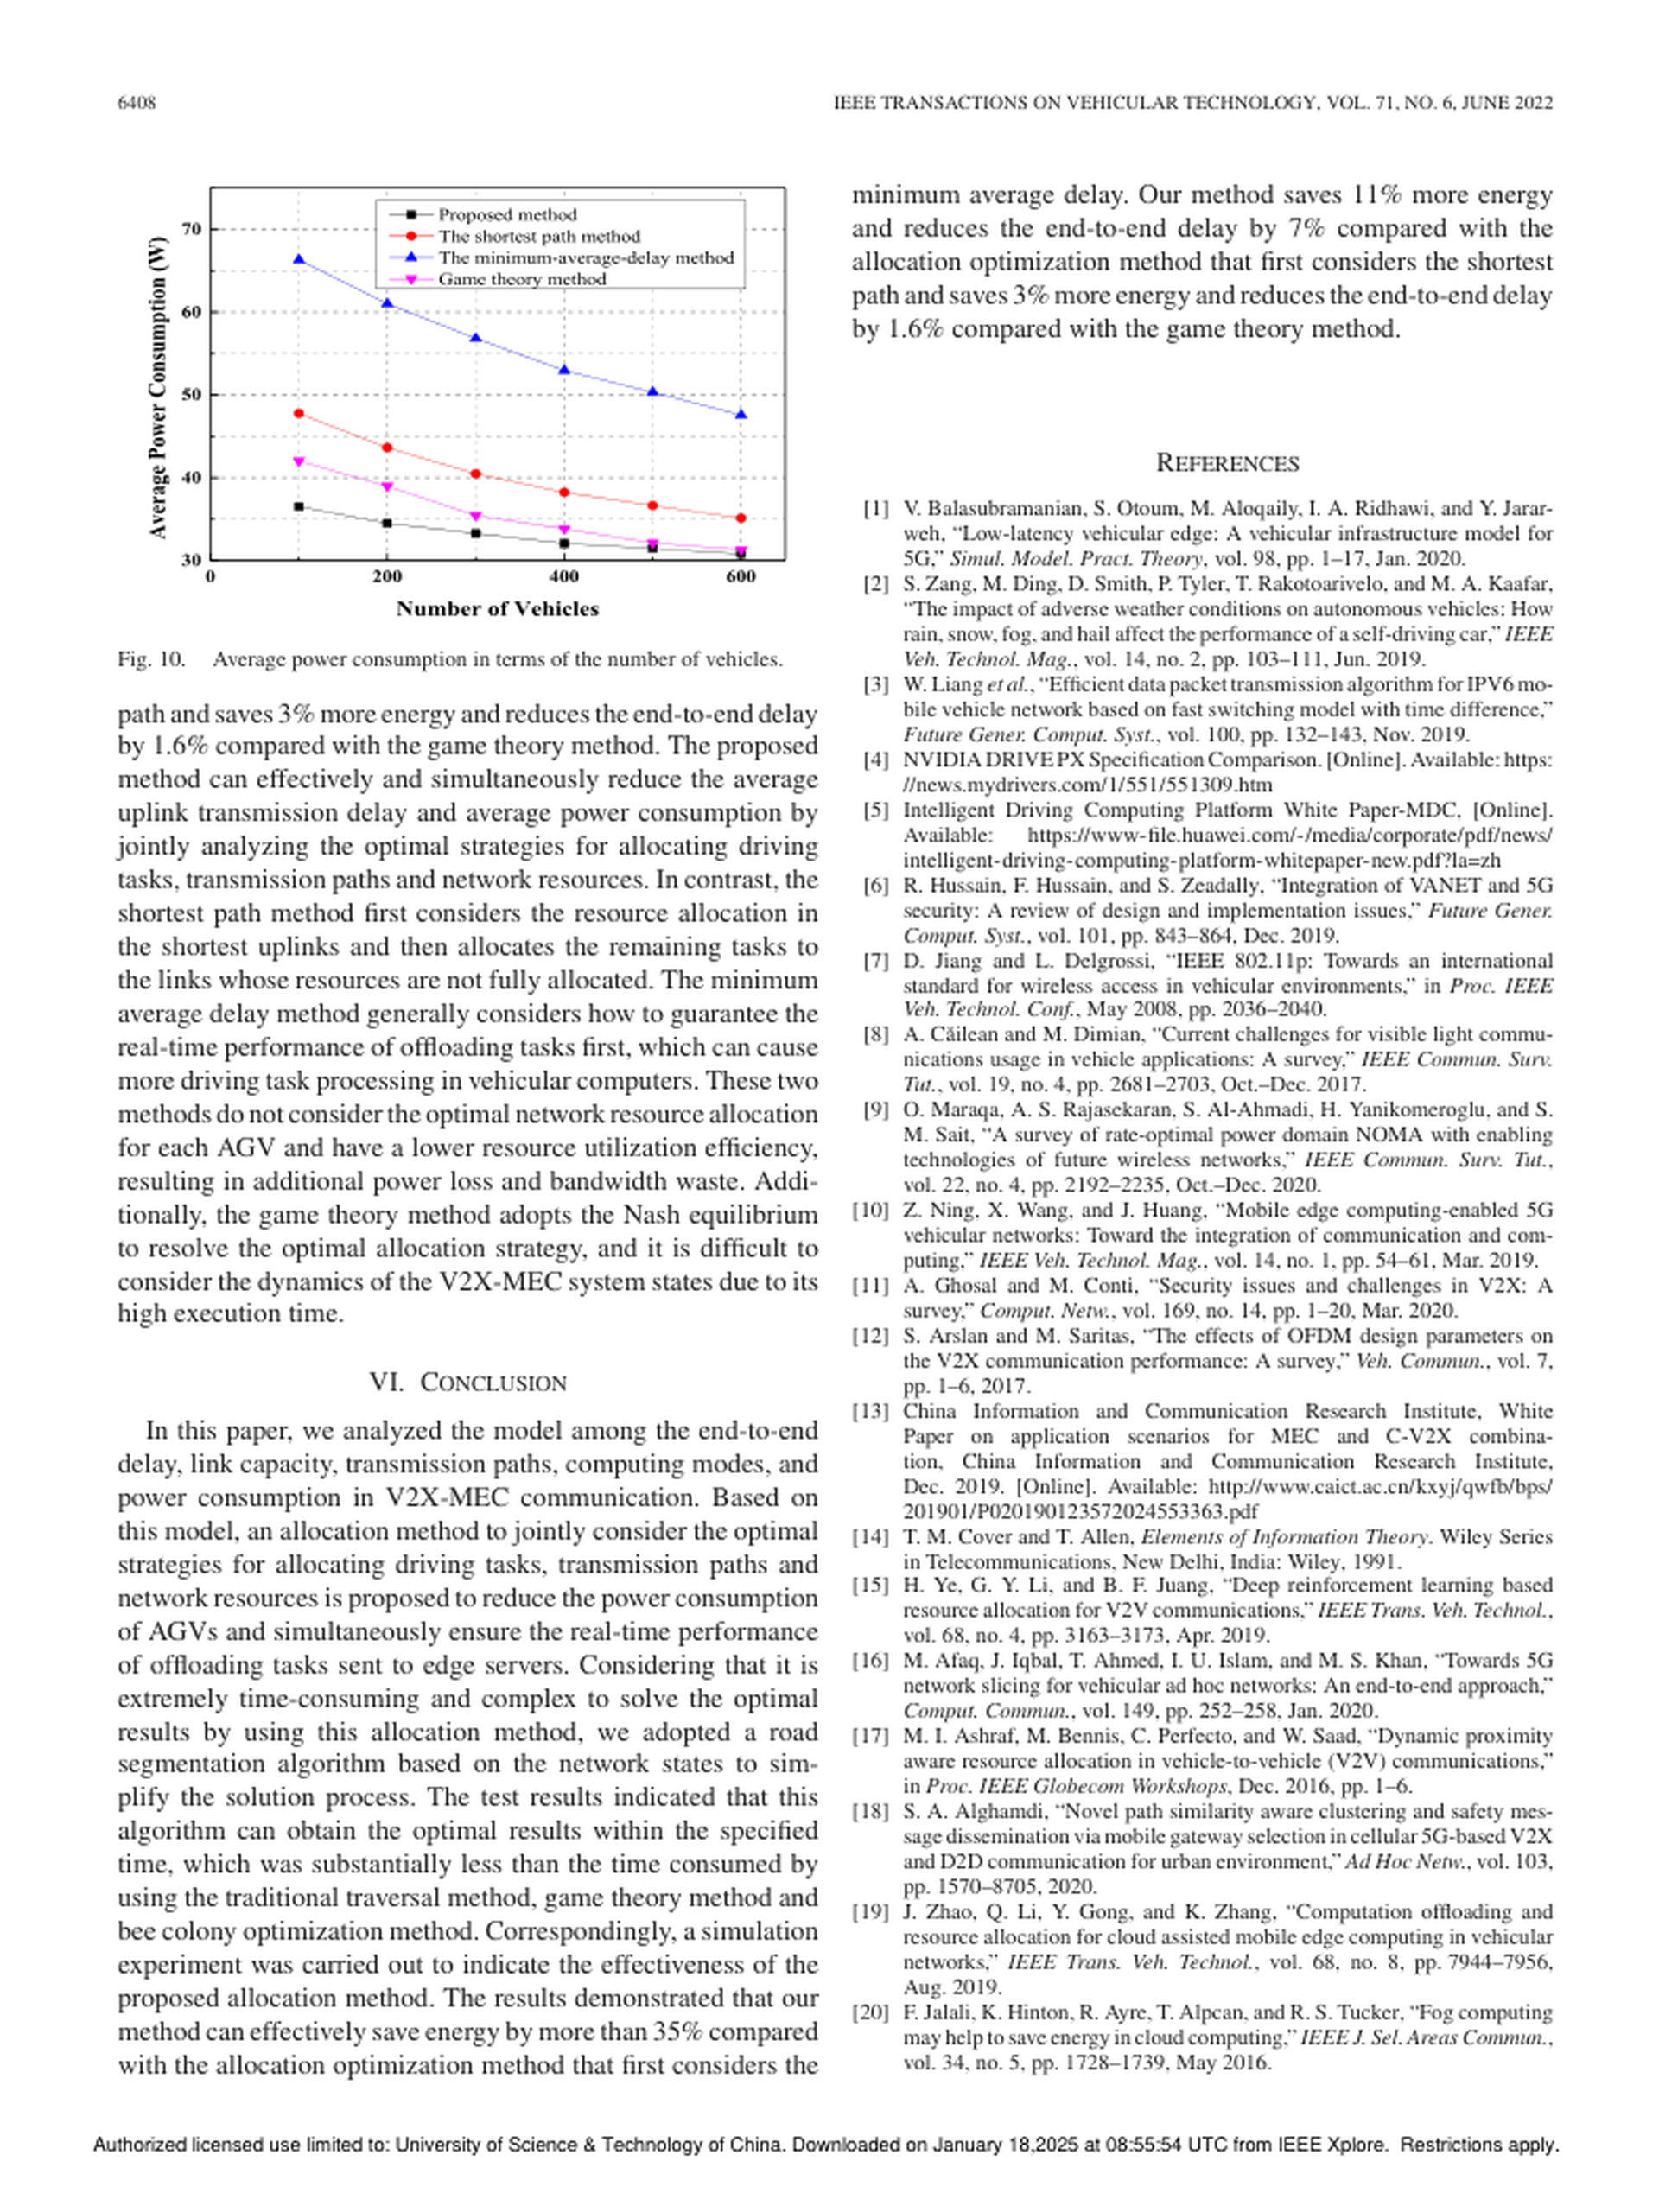 6408
IEEE TRANSACTIONS ON VEHICULAR TECHNOLOGY, VOL. 71, NO. 6, JUNE 2022
70
60
50
40
30
0
200
400
600
Average Power Consumption (W)
Number of Vehicles
Proposed method
The shortest path method
The minimum-average-delay method
Game theory method
Fig. 10. Average power consumption in terms of the number of vehicles.
path and saves 3% more energy and reduces the end-to-end delay
by 1.6% compared with the game theory method. The proposed
method can effectively and simultaneously reduce the average
uplink transmission delay and average power consumption by
jointly analyzing the optimal strategies for allocating driving
tasks, transmission paths and network resources. In contrast, the
shortest path method first considers the resource allocation in
the shortest uplinks and then allocates the remaining tasks to
the links whose resources are not fully allocated. The minimum
average delay method generally considers how to guarantee the
real-time performance of offloading tasks first, which can cause
more driving task processing in vehicular computers. These two
methods do not consider the optimal network resource allocation
for each AGV and have a lower resource utilization efficiency,
resulting in additional power loss and bandwidth waste. Addi-
tionally, the game theory method adopts the Nash equilibrium
to resolve the optimal allocation strategy, and it is difficult to
consider the dynamics of the V2X-MEC system states due to its
high execution time.
VI. CONCLUSION
In this paper, we analyzed the model among the end-to-end
delay, link capacity, transmission paths, computing modes, and
power consumption in V2X-MEC communication. Based on
this model, an allocation method to jointly consider the optimal
strategies for allocating driving tasks, transmission paths and
network resources is proposed to reduce the power consumption
of AGVs and simultaneously ensure the real-time performance
of offloading tasks sent to edge servers. Considering that it is
extremely time-consuming and complex to solve the optimal
results by using this allocation method, we adopted a road
segmentation algorithm based on the network states to sim-
plify the solution process. The test results indicated that this
algorithm can obtain the optimal results within the specified
time, which was substantially less than the time consumed by
using the traditional traversal method, game theory method and
bee colony optimization method. Correspondingly, a simulation
experiment was carried out to indicate the effectiveness of the
proposed allocation method. The results demonstrated that our
method can effectively save energy by more than 35% compared
with the allocation optimization method that first considers the
minimum average delay. Our method saves 11% more energy
and reduces the end-to-end delay by 7% compared with the
allocation optimization method that first considers the shortest
path and saves 3% more energy and reduces the end-to-end delay
by 1.6% compared with the game theory method.
REFERENCES
[1] V. Balasubramanian, S. Otoum, M. Aloqaily, I. A. Ridhawi, and Y. Jarar-
weh, “Low-latency vehicular edge: A vehicular infrastructure model for
5G,” Simul. Model. Pract. Theory, vol. 98, pp. 1–17, Jan. 2020.
[2] S. Zang, M. Ding, D. Smith, P. Tyler, T. Rakotoarivelo, and M. A. Kaafar,
“The impact of adverse weather conditions on autonomous vehicles: How
rain, snow, fog, and hail affect the performance of a self-driving car,” IEEE
Veh. Technol. Mag., vol. 14, no. 2, pp. 103–111, Jun. 2019.
[3] W. Liang et al., “Efficient data packet transmission algorithm for IPV6 mo-
bile vehicle network based on fast switching model with time difference,”
Future Gener. Comput. Syst., vol. 100, pp. 132–143, Nov. 2019.
[4] NVIDIA DRIVE PX Specification Comparison. [Online]. Available: https:
//news.mydrivers.com/1/551/551309.htm
[5] Intelligent Driving Computing Platform White Paper-MDC, [Online].
Available: https://www-file.huawei.com/-/media/corporate/pdf/news/
intelligent-driving-computing-platform-whitepaper-new.pdf?la=zh
[6] R. Hussain, F. Hussain, and S. Zeadally, “Integration of VANET and 5G
security: A review of design and implementation issues,” Future Gener.
Comput. Syst., vol. 101, pp. 843–864, Dec. 2019.
[7] D. Jiang and L. Delgrossi, “IEEE 802.11p: Towards an international
standard for wireless access in vehicular environments,” in Proc. IEEE
Veh. Technol. Conf., May 2008, pp. 2036–2040.
[8] A. Căilean and M. Dimian, “Current challenges for visible light commu-
nications usage in vehicle applications: A survey,” IEEE Commun. Surv.
Tut., vol. 19, no. 4, pp. 2681–2703, Oct.–Dec. 2017.
[9] O. Maraqa, A. S. Rajasekaran, S. Al-Ahmadi, H. Yanikomeroglu, and S.
M. Sait, “A survey of rate-optimal power domain NOMA with enabling
technologies of future wireless networks,” IEEE Commun. Surv. Tut.,
vol. 22, no. 4, pp. 2192–2235, Oct.–Dec. 2020.
[10] Z. Ning, X. Wang, and J. Huang, “Mobile edge computing-enabled 5G
vehicular networks: Toward the integration of communication and com-
puting,” IEEE Veh. Technol. Mag., vol. 14, no. 1, pp. 54–61, Mar. 2019.
[11] A. Ghosal and M. Conti, “Security issues and challenges in V2X: A
survey,” Comput. Netw., vol. 169, no. 14, pp. 1–20, Mar. 2020.
[12] S. Arslan and M. Saritas, “The effects of OFDM design parameters on
the V2X communication performance: A survey,” Veh. Commun., vol. 7,
pp. 1–6, 2017.
[13] China Information and Communication Research Institute, White
Paper on application scenarios for MEC and C-V2X combina-
tion, China Information and Communication Research Institute,
Dec. 2019. [Online]. Available: http://www.caict.ac.cn/kxyj/qwfb/bps/
201901/P020190123572024553363.pdf
[14] T. M. Cover and T. Allen, Elements of Information Theory. Wiley Series
in Telecommunications, New Delhi, India: Wiley, 1991.
[15] H. Ye, G. Y. Li, and B. F. Juang, “Deep reinforcement learning based
resource allocation for V2V communications,” IEEE Trans. Veh. Technol.,
vol. 68, no. 4, pp. 3163–3173, Apr. 2019.
[16] M. Afaq, J. Iqbal, T. Ahmed, I. U. Islam, and M. S. Khan, “Towards 5G
network slicing for vehicular ad hoc networks: An end-to-end approach,”
Comput. Commun., vol. 149, pp. 252–258, Jan. 2020.
[17] M. I. Ashraf, M. Bennis, C. Perfecto, and W. Saad, “Dynamic proximity
aware resource allocation in vehicle-to-vehicle (V2V) communications,”
in Proc. IEEE Globecom Workshops, Dec. 2016, pp. 1–6.
[18] S. A. Alghamdi, “Novel path similarity aware clustering and safety mes-
sage dissemination via mobile gateway selection in cellular 5G-based V2X
and D2D communication for urban environment,” Ad Hoc Netw., vol. 103,
pp. 1570–8705, 2020.
[19] J. Zhao, Q. Li, Y. Gong, and K. Zhang, “Computation offloading and
resource allocation for cloud assisted mobile edge computing in vehicular
networks,” IEEE Trans. Veh. Technol., vol. 68, no. 8, pp. 7944–7956,
Aug. 2019.
[20] F. Jalali, K. Hinton, R. Ayre, T. Alpcan, and R. S. Tucker, “Fog computing
may help to save energy in cloud computing,” IEEE J. Sel. Areas Commun.,
vol. 34, no. 5, pp. 1728–1739, May 2016.
Authorized licensed use limited to: University of Science & Technology of China. Downloaded on January 18,2025 at 08:55:54 UTC from IEEE Xplore. Restrictions apply.